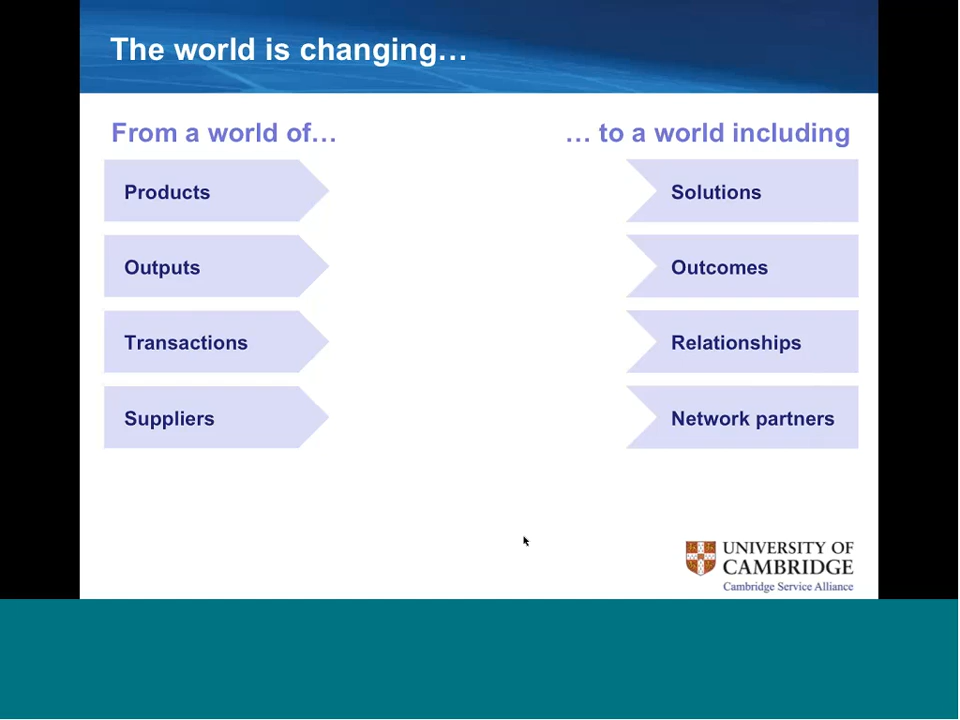 The world is changing…
From a world of…
… to a world including
Products
Solutions
Outputs
Outcomes
Transactions
Relationships
Suppliers
Network partners
UNIVERSITY OF
CAMBRIDGE
Cambridge Service Alliance